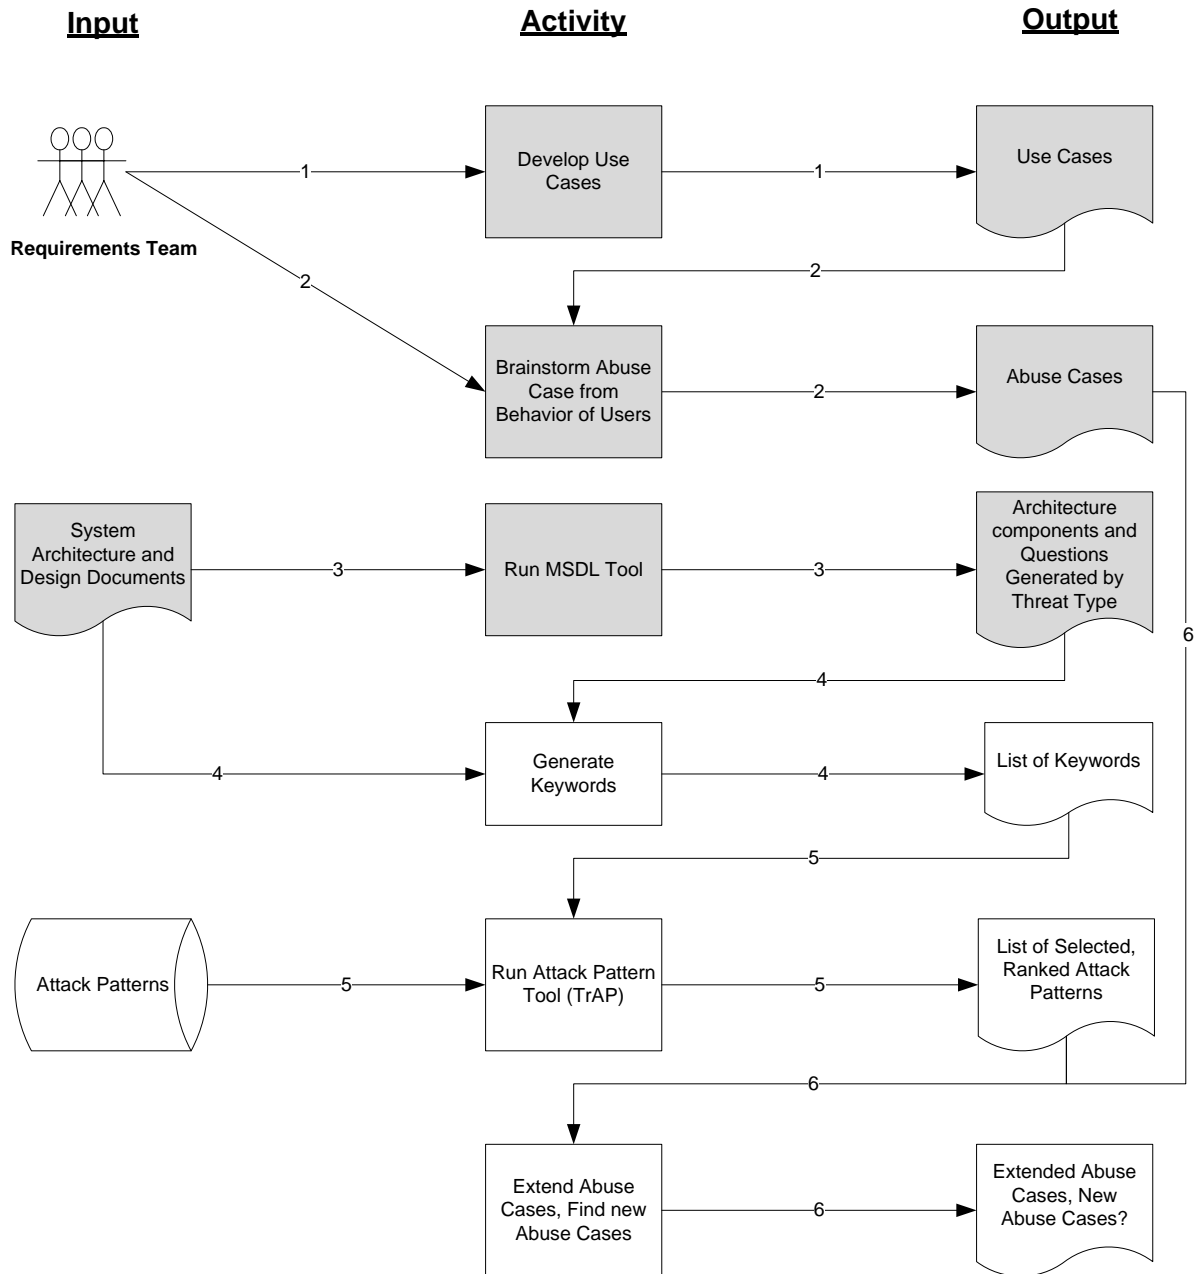 Input
Activity
Output
Develop Use
Cases
Use Cases
1
1
Requirements Team
2
2
Brainstorm Abuse
Case from
Behavior of Users
2
Abuse Cases
System
Architecture and
Design Documents
3
Run MSDL Tool
3
Architecture
components and
Questions
Generated by
Threat Type
6
4
4
Generate
Keywords
4
List of Keywords
5
Attack Patterns
5
Run Attack Pattern
Tool (TrAP)
5
List of Selected,
Ranked Attack
Patterns
6
Extend Abuse
Cases, Find new
Abuse Cases
6
Extended Abuse
Cases, New
Abuse Cases?